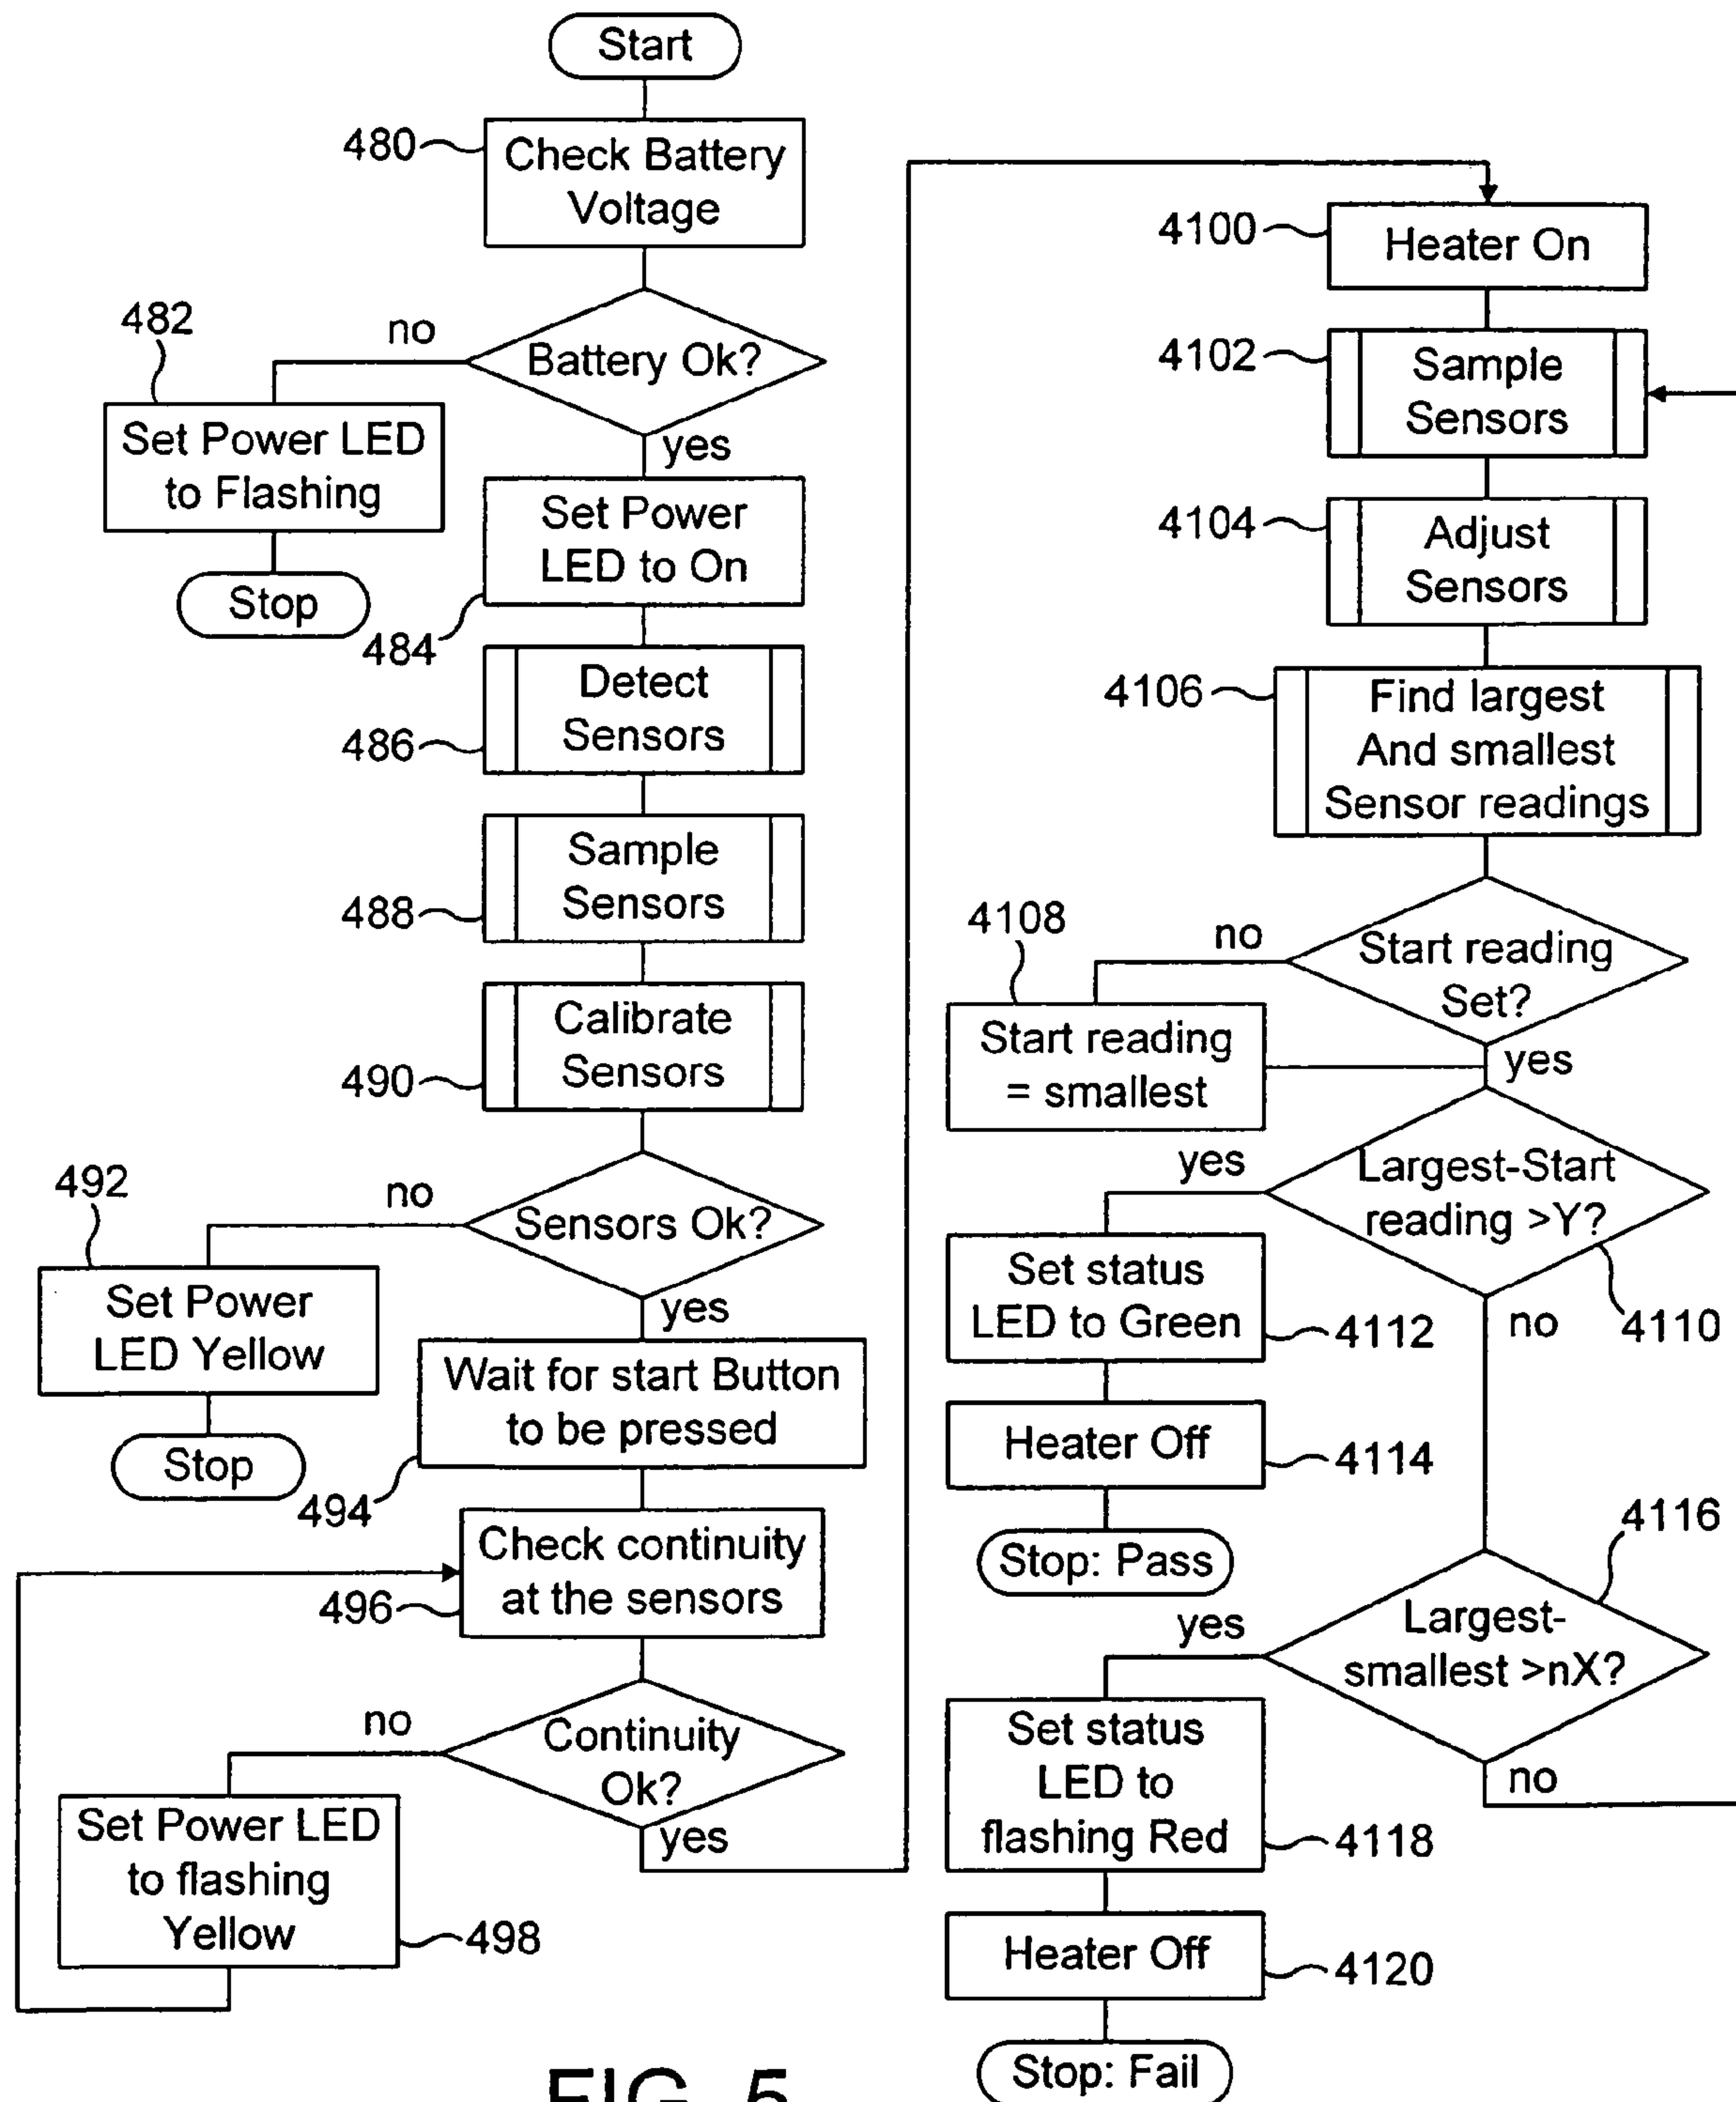 Start
480
Check Battery
Voltage
482
no
Battery Ok?
yes
Set Power LED
to Flashing
Stop
Set Power
LED to On
484
Detect
Sensors
486
Sample
Sensors
488
Calibrate
Sensors
490
492
no
Sensors Ok?
yes
Set Power
LED Yellow
Stop
Wait for start Button
to be pressed
494
Check continuity
at the sensors
496
no
Continuity
Ok?
yes
Set Power LED
to flashing
Yellow
498
4100
Heater On
4102
Sample
Sensors
4104
Adjust
Sensors
4106
Find largest
And smallest
Sensor readings
4108
no
Start reading
Set?
yes
Start reading
= smallest
yes
Largest-Start
reading >Y?
4110
no
Set status
LED to Green
4112
Heater Off
4114
Stop: Pass
4116
yes
Largest-
smallest >nX?
no
Set status
LED to
flashing Red
4118
Heater Off
4120
Stop: Fail
FIG. 5